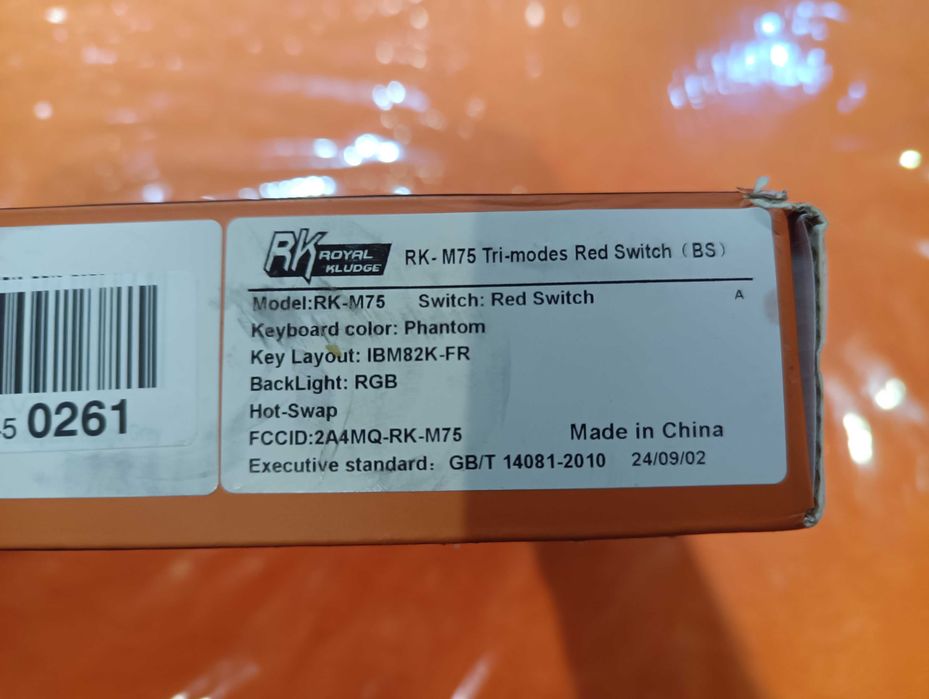 RK ROYAL KLUDGE
RK- M75 Tri-modes Red Switch（BS）
Model:RK-M75 Switch: Red Switch A
Keyboard color: Phantom
Key Layout: IBM82K-FR
BackLight: RGB
Hot-Swap
FCCID:2A4MQ-RK-M75 Made in China
Executive standard：GB/T 14081-2010 24/09/02
5 0261